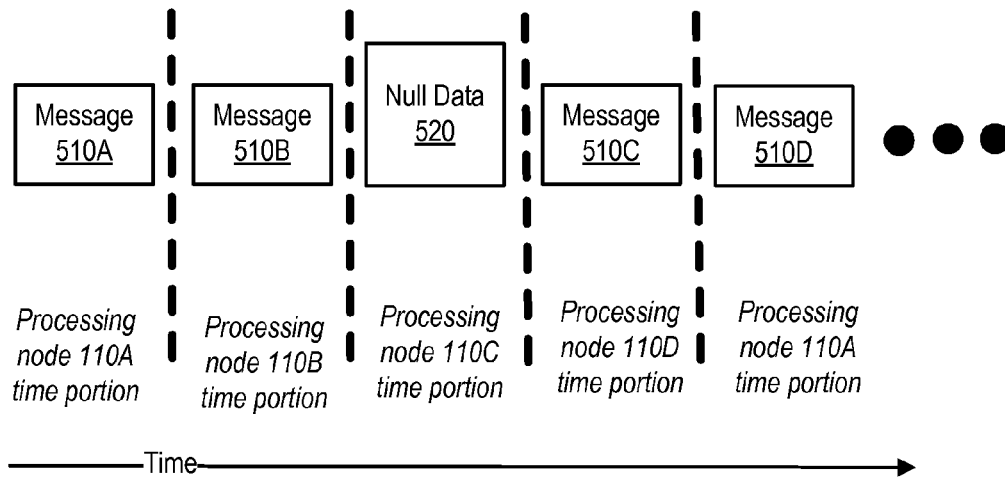 Message
510A
Message
510B
Null Data
520
Message
510C
Message
510D
Processing
node 110A
time portion
Processing
node 110B
time portion
Processing
node 110C
time portion
Processing
node 110D
time portion
Processing
node 110A
time portion
Time